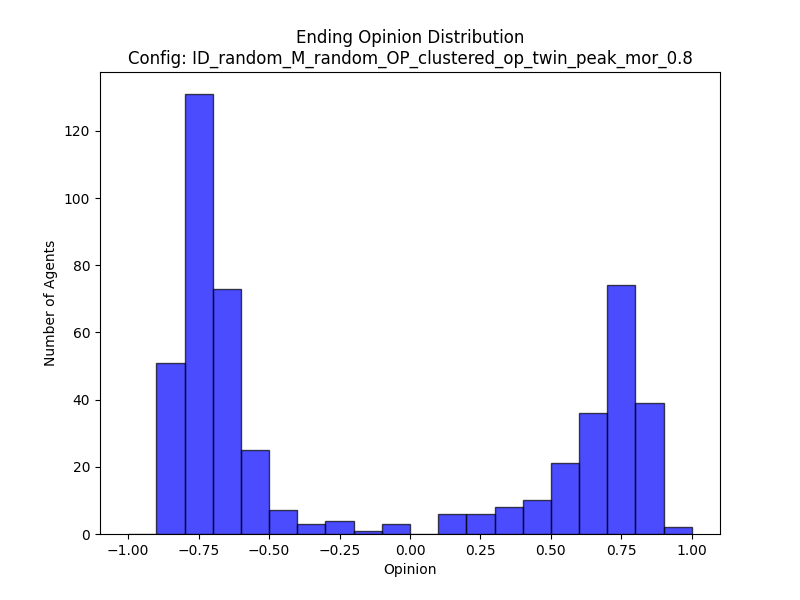 Ending Opinion Distribution
Config: ID_random_M_random_OP_clustered_op_twin_peak_mor_0.8
Number of Agents
120
100
80
60
40
20
0
−1.00 −0.75 −0.50 −0.25 0.00 0.25 0.50 0.75 1.00
Opinion